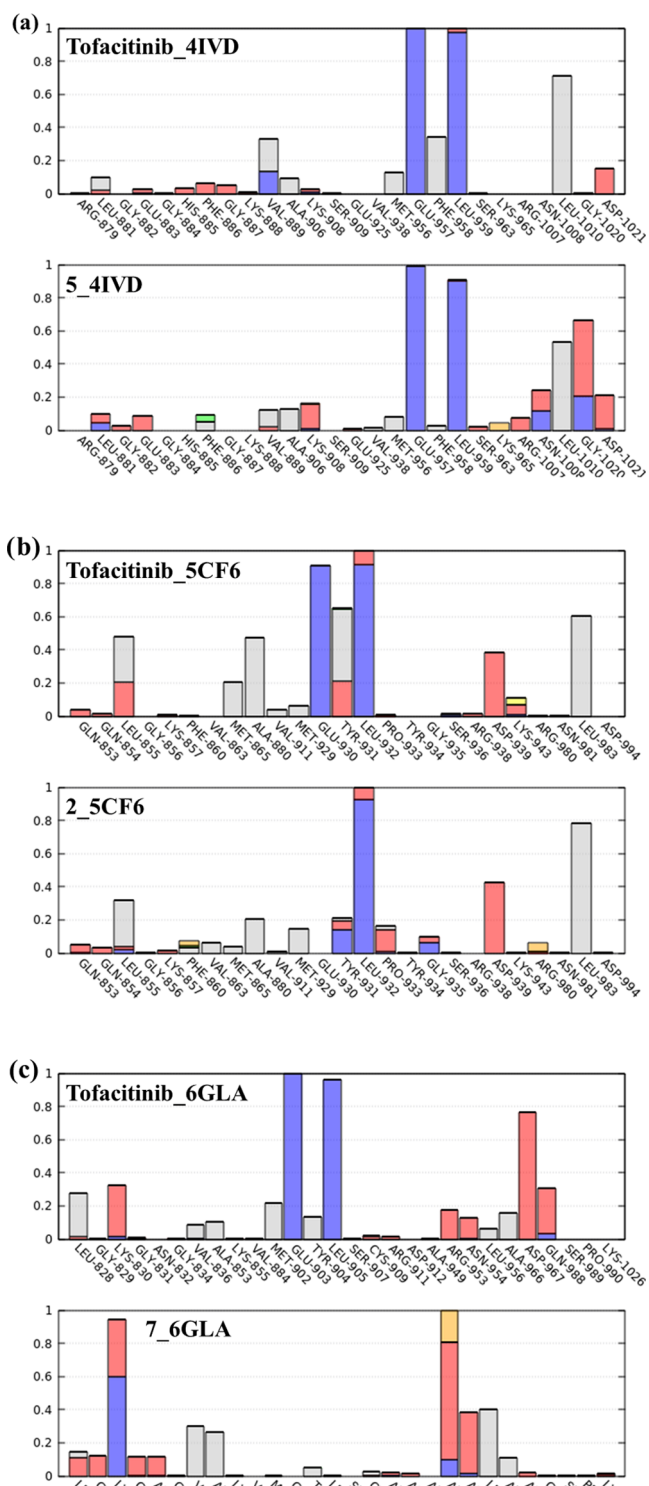 (a)
1
Tofacitinib_4IVD
0.8
0.6
0.4
0.2
0
ARG-879 LEU-881 GLY-882 GLU-883 GLY-884 HIS-885 PHE-886 GLY-887 LYS-888 VAL-889 ALA-906 LYS-908 SER-909 GLU-925 VAL-938 MET-956 GLU-957 PHE-958 LEU-959 SER-963 LYS-965 ARG-1007 ASN-1008 LEU-1010 GLY-1020 ASP-1021
1
5_4IVD
0.8
0.6
0.4
0.2
0
ARG-879 LEU-881 GLY-882 GLU-883 GLY-884 HIS-885 PHE-886 GLY-887 LYS-888 VAL-889 ALA-906 LYS-908 SER-909 GLU-925 VAL-938 MET-956 GLU-957 PHE-958 LEU-959 SER-963 LYS-965 ARG-1007 ASN-1008 LEU-1010 GLY-1020 ASP-1021
(b)
1
Tofacitinib_5CF6
0.8
0.6
0.4
0.2
0
GLN-853 GLN-854 LEU-855 GLY-856 LYS-857 PHE-860 VAL-863 MET-865 ALA-880 VAL-911 MET-929 GLU-930 TYR-931 LEU-932 PRO-933 TYR-934 GLY-935 SER-936 ARG-938 ASP-939 LYS-943 ARG-980 ASN-981 LEU-983 ASP-994
1
2_5CF6
0.8
0.6
0.4
0.2
0
GLN-853 GLN-854 LEU-855 GLY-856 LYS-857 PHE-860 VAL-863 MET-865 ALA-880 VAL-911 MET-929 GLU-930 TYR-931 LEU-932 PRO-933 TYR-934 GLY-935 SER-936 ARG-938 ASP-939 LYS-943 ARG-980 ASN-981 LEU-983 ASP-994
(c)
1
Tofacitinib_6GLA
0.8
0.6
0.4
0.2
0
LEU-828 GLY-829 LYS-830 GLY-831 ASN-832 GLY-834 VAL-836 ALA-853 LYS-855 VAL-884 MET-902 GLU-903 TYR-904 LEU-905 SER-907 CYS-909 ARG-911 ASP-912 ALA-949 ARG-953 ASN-954 LEU-956 ALA-966 ASP-967 GLN-988 SER-989 PRO-990 LYS-1026
1
7_6GLA
0.8
0.6
0.4
0.2
0